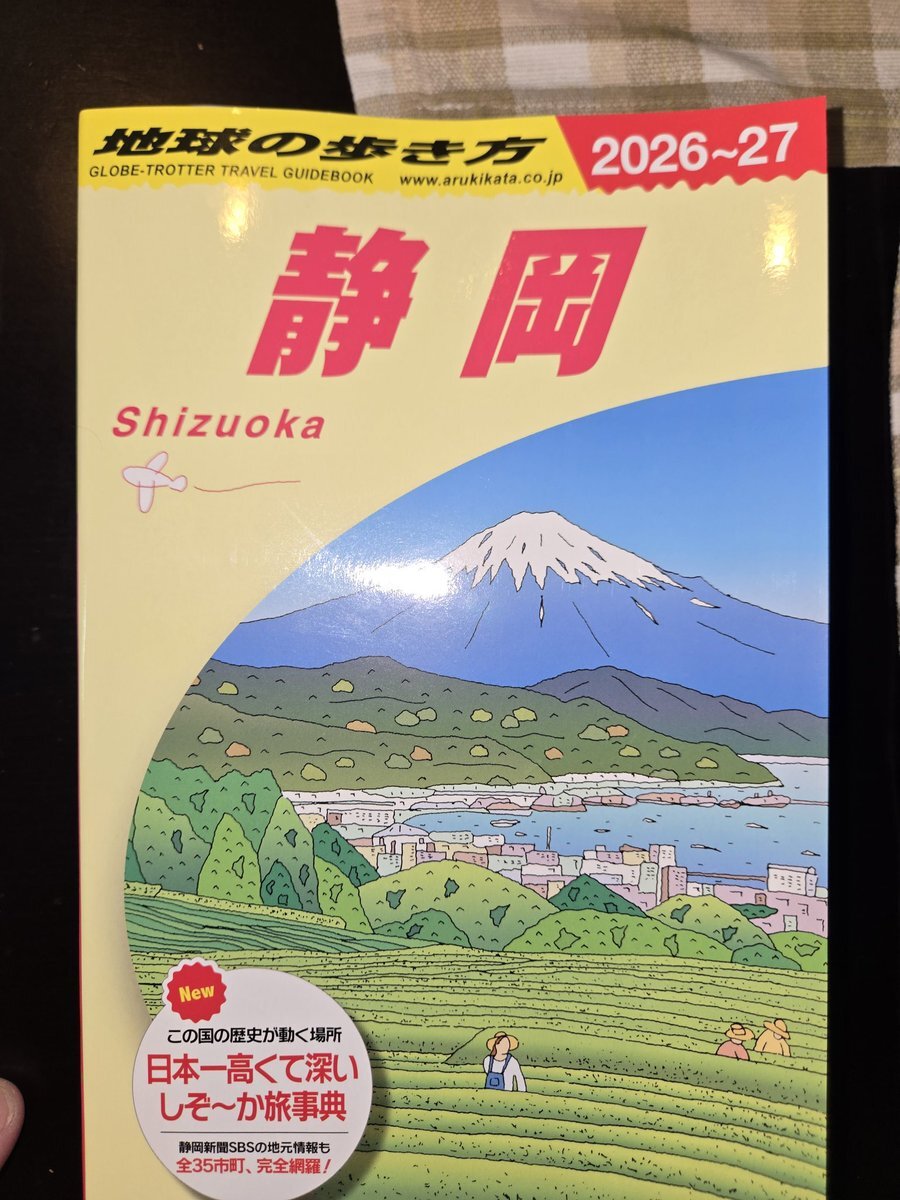 地球の歩き方
GLOBE-TROTTER TRAVEL GUIDEBOOK www.arukikata.co.jp
2026~27
静岡
Shizuoka
New
この国の歴史が動く場所
日本一高くて深い
しぞ～か旅事典
静岡新聞SBSの地元情報も
全35市町、完全網羅!